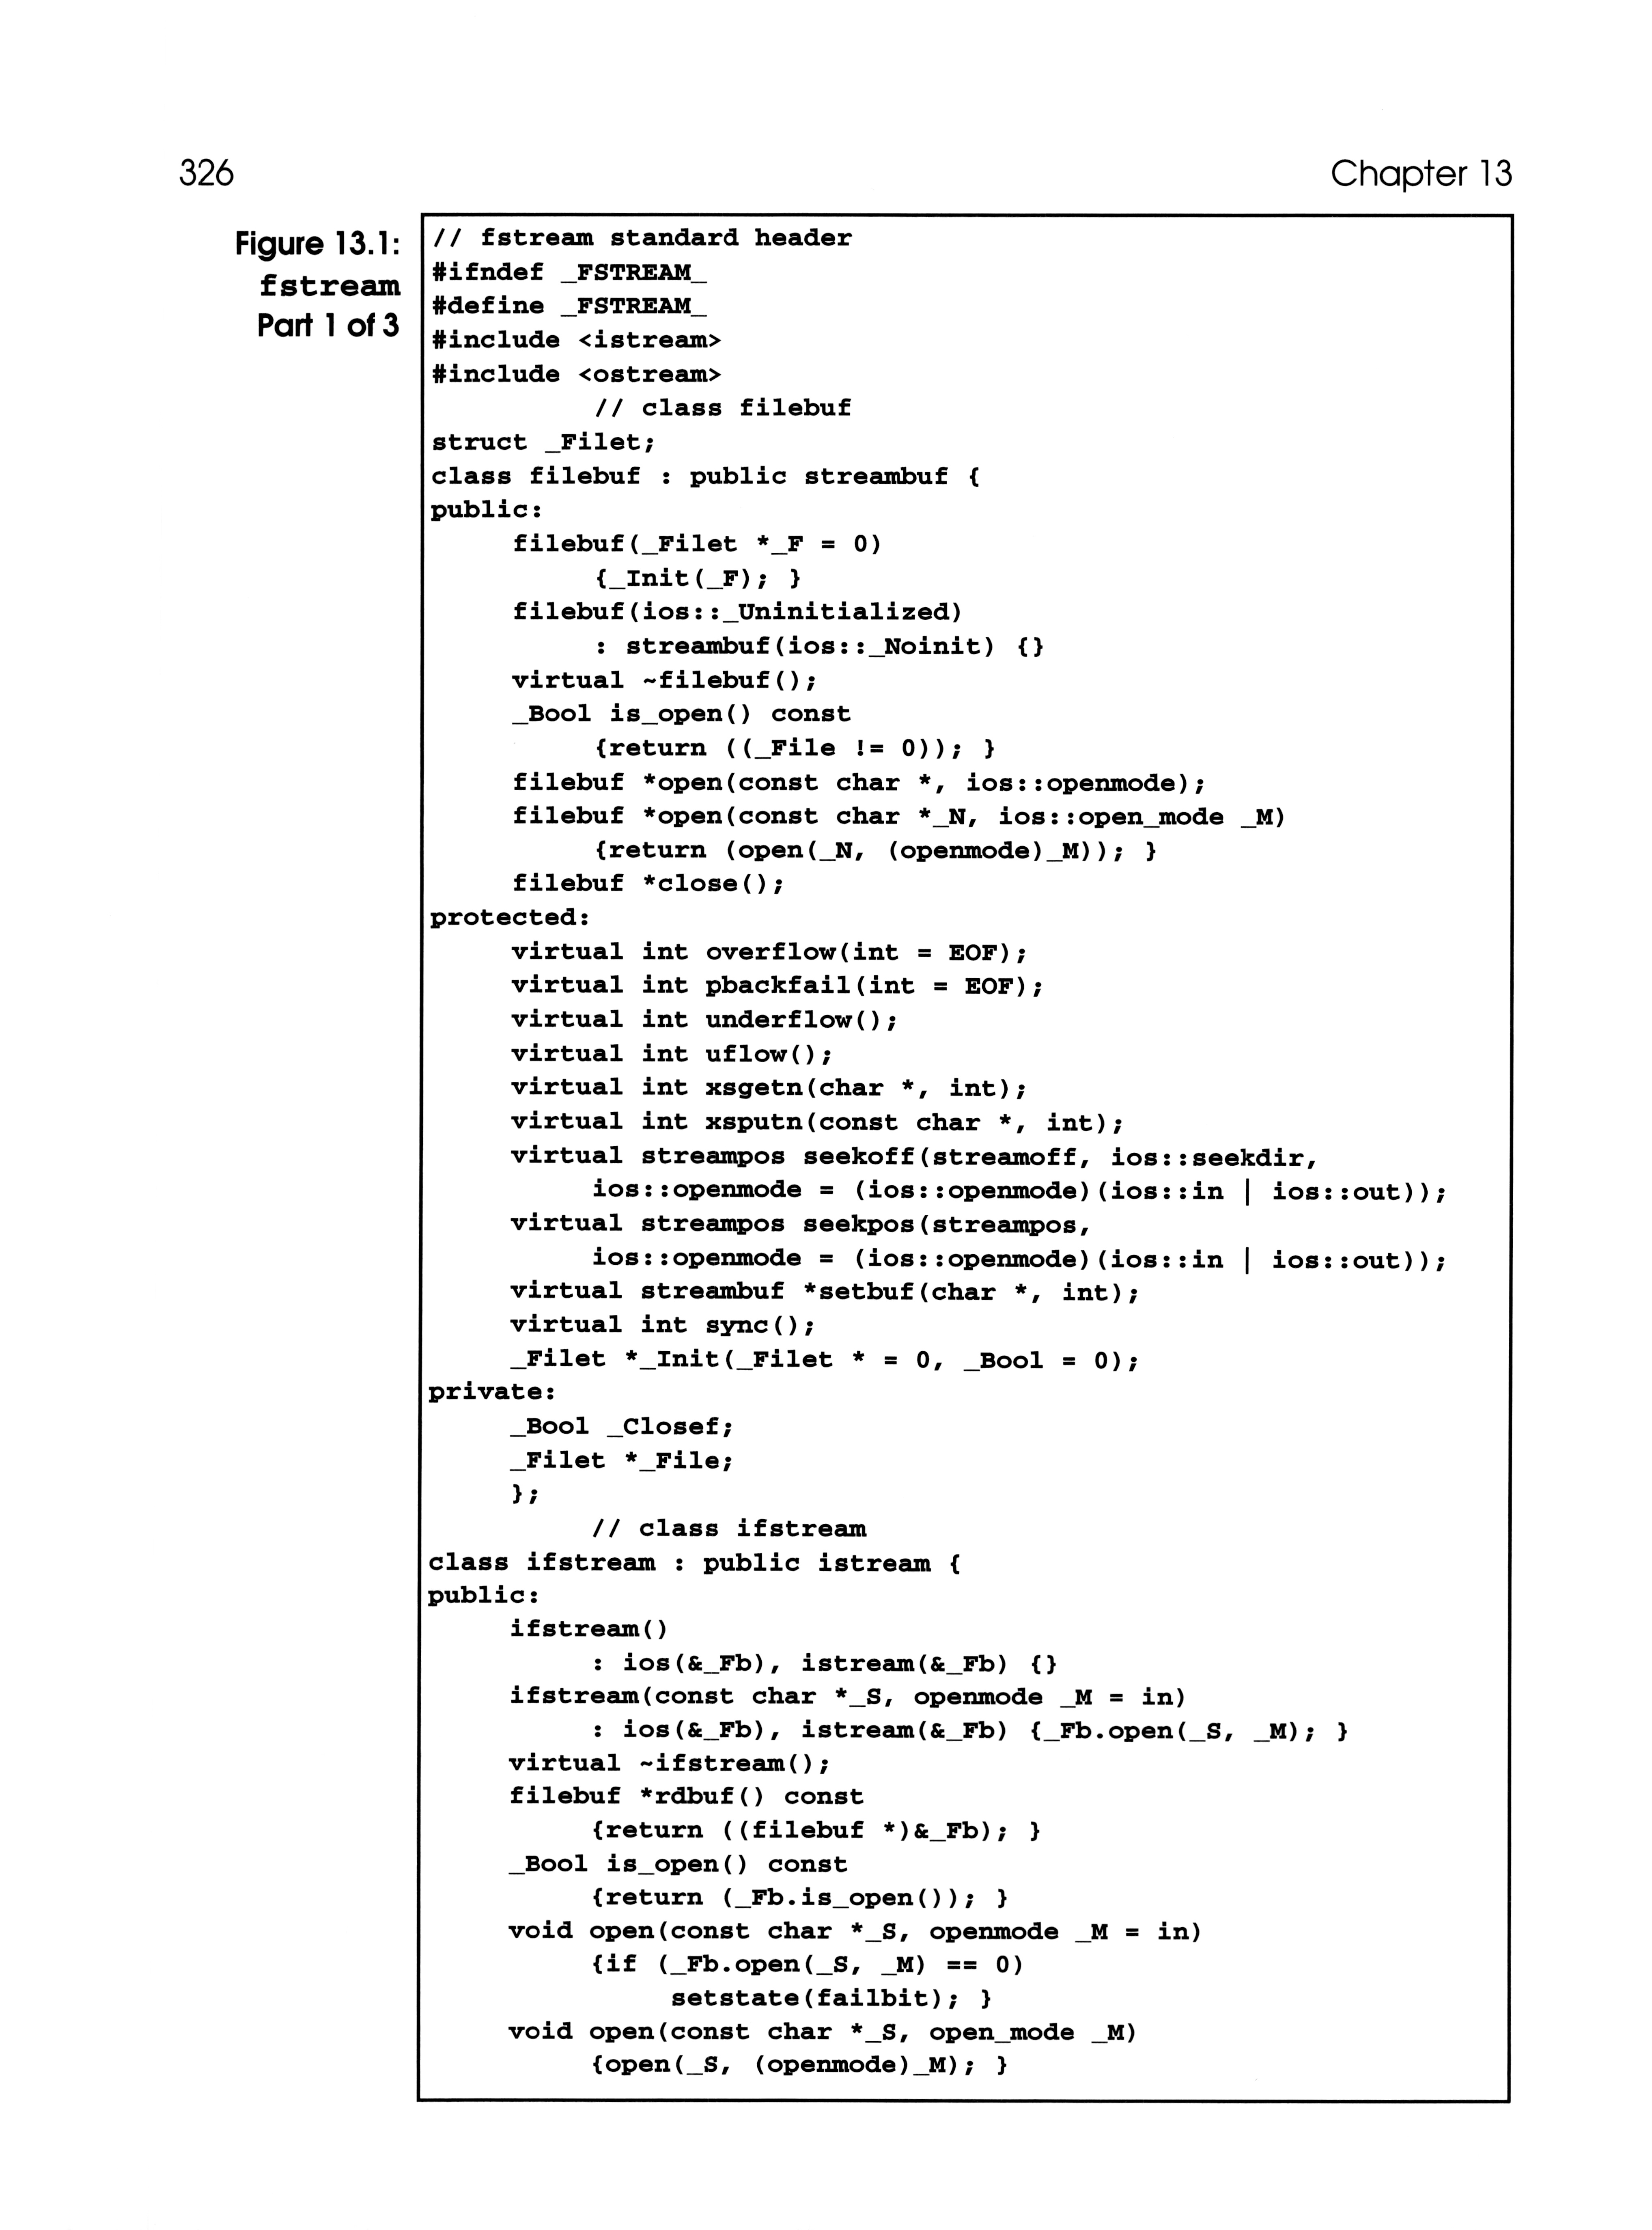 326
Chapter 13
Figure 13.1:
fstream
Part 1 of 3
// fstream standard header
#ifndef _FSTREAM_
#define _FSTREAM_
#include <istream>
#include <ostream>
// class filebuf
struct _Filet;
class filebuf : public streambuf {
public:
filebuf(_Filet *_F = 0)
{_Init(_F); }
filebuf(ios::_Uninitialized)
: streambuf(ios::_Noinit) {}
virtual ~filebuf();
_Bool is_open() const
{return ((_File != 0)); }
filebuf *open(const char *, ios::openmode);
filebuf *open(const char *_N, ios::open_mode _M)
{return (open(_N, (openmode)_M)); }
filebuf *close();
protected:
virtual int overflow(int = EOF);
virtual int pbackfail(int = EOF);
virtual int underflow();
virtual int uflow();
virtual int xsgetn(char *, int);
virtual int xsputn(const char *, int);
virtual streampos seekoff(streamoff, ios::seekdir,
ios::openmode = (ios::openmode)(ios::in | ios::out));
virtual streampos seekpos(streampos,
ios::openmode = (ios::openmode)(ios::in | ios::out));
virtual streambuf *setbuf(char *, int);
virtual int sync();
_Filet *_Init(_Filet * = 0, _Bool = 0);
private:
_Bool _Closef;
_Filet *_File;
};
// class ifstream
class ifstream : public istream {
public:
ifstream()
: ios(&_Fb), istream(&_Fb) {}
ifstream(const char *_S, openmode _M = in)
: ios(&_Fb), istream(&_Fb) {_Fb.open(_S, _M); }
virtual ~ifstream();
filebuf *rdbuf() const
{return ((filebuf *)&_Fb); }
_Bool is_open() const
{return (_Fb.is_open()); }
void open(const char *_S, openmode _M = in)
{if (_Fb.open(_S, _M) == 0)
setstate(failbit); }
void open(const char *_S, open_mode _M)
{open(_S, (openmode)_M); }